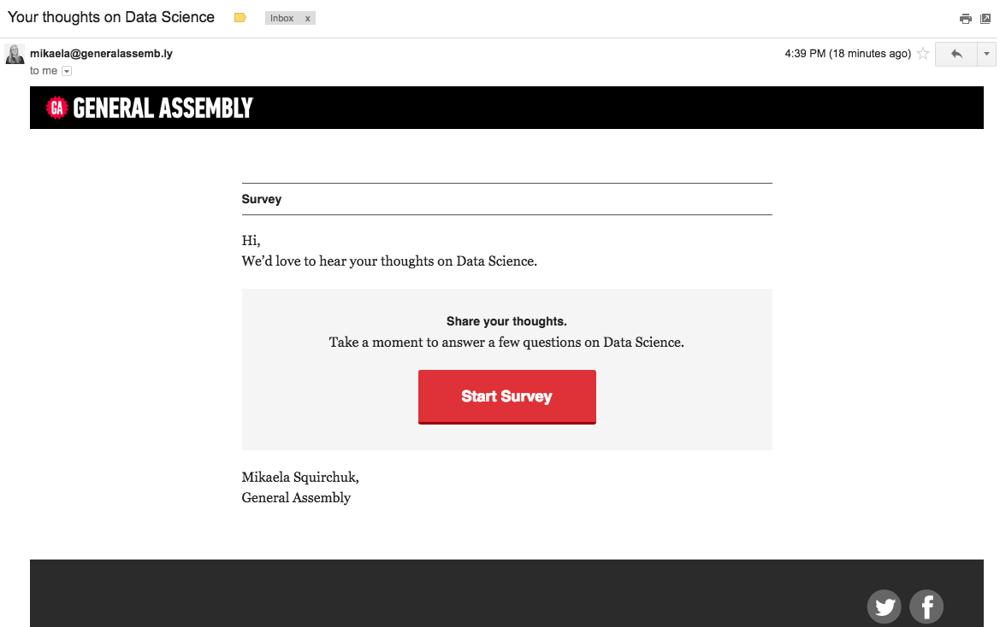 Your thoughts on Data Science
Inbox x
mikaela@generalassemb.ly
4:39 PM (18 minutes ago)
to me
GA GENERAL ASSEMBLY
Survey
Hi,
We’d love to hear your thoughts on Data Science.
Share your thoughts.
Take a moment to answer a few questions on Data Science.
Start Survey
Mikaela Squirchuk,
General Assembly